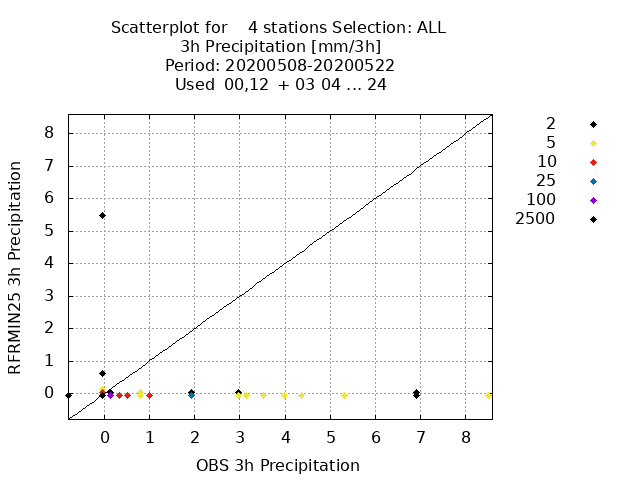 Scatterplot for    4 stations Selection: ALL
3h Precipitation [mm/3h]
Period: 20200508-20200522
Used  00,12  + 03 04 ... 24
2
5
10
25
100
2500
8
7
6
5
4
3
2
1
0
RFRMIN25 3h Precipitation
0 1 2 3 4 5 6 7 8
OBS 3h Precipitation